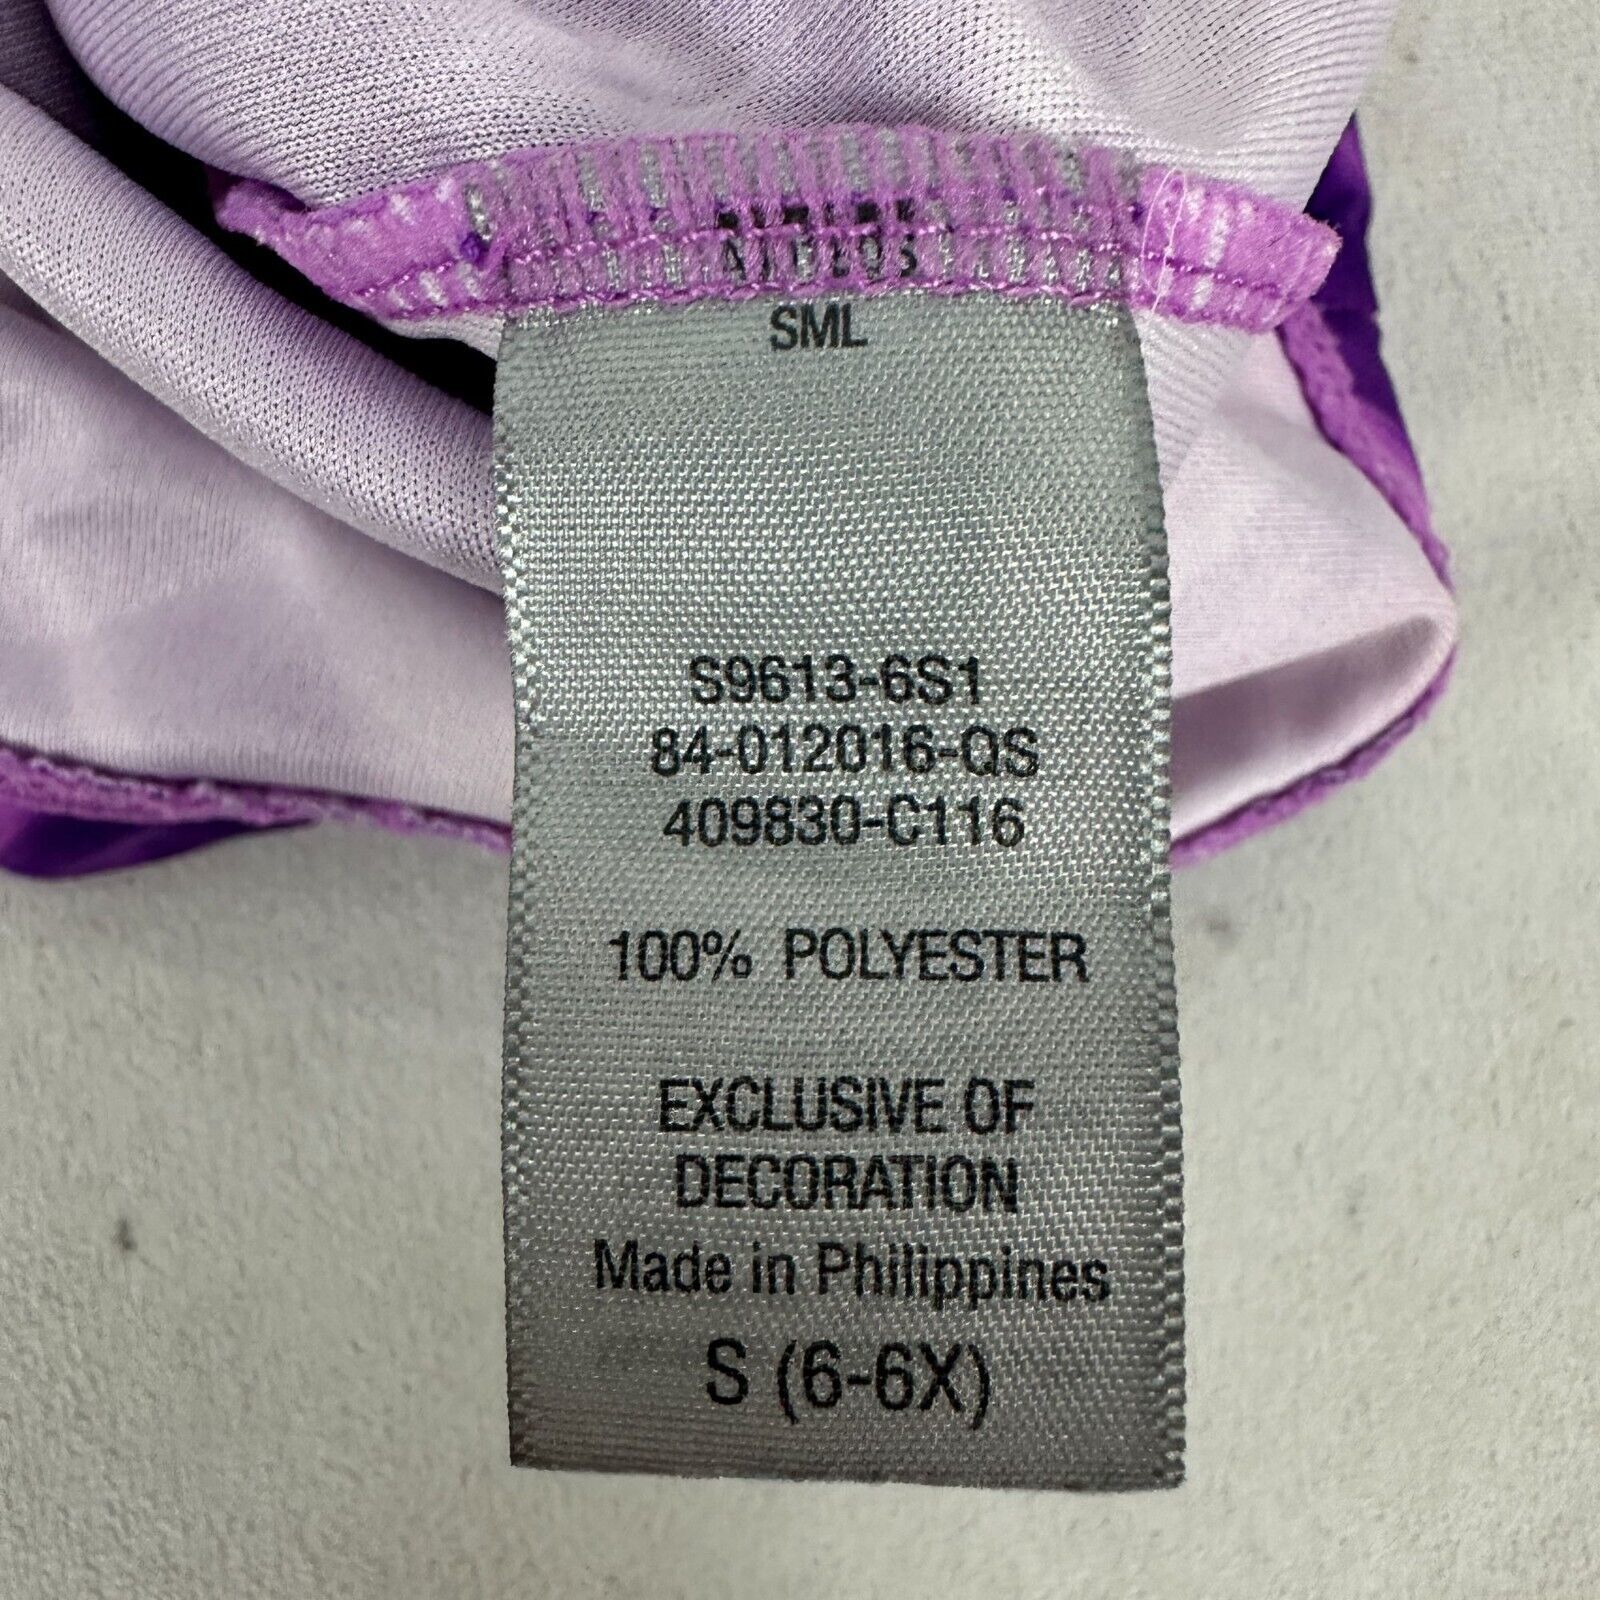 SML
S9613-6S1
84-012016-QS
409830-C116
100% POLYESTER
EXCLUSIVE OF
DECORATION
Made in Philippines
S (6-6X)